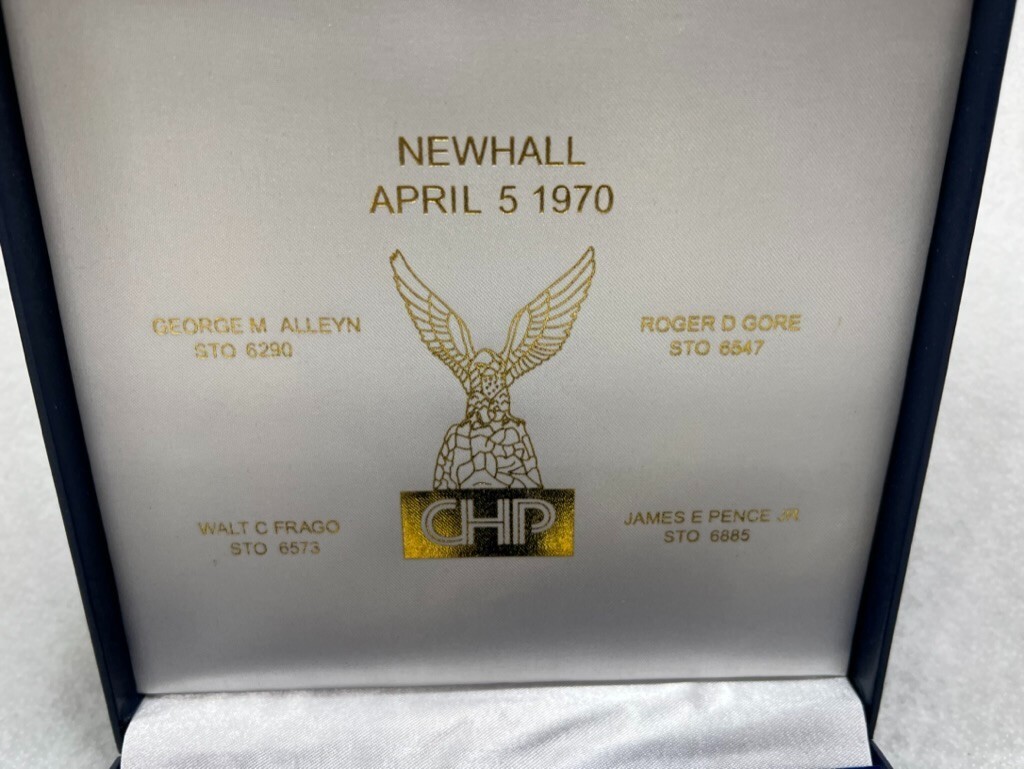 NEWHALL
APRIL 5 1970
GEORGE M ALLEYN
STO 6290
ROGER D GORE
STO 6547
WALT C FRAGO
STO 6573
CHP
JAMES E PENCE JR.
STO 6885